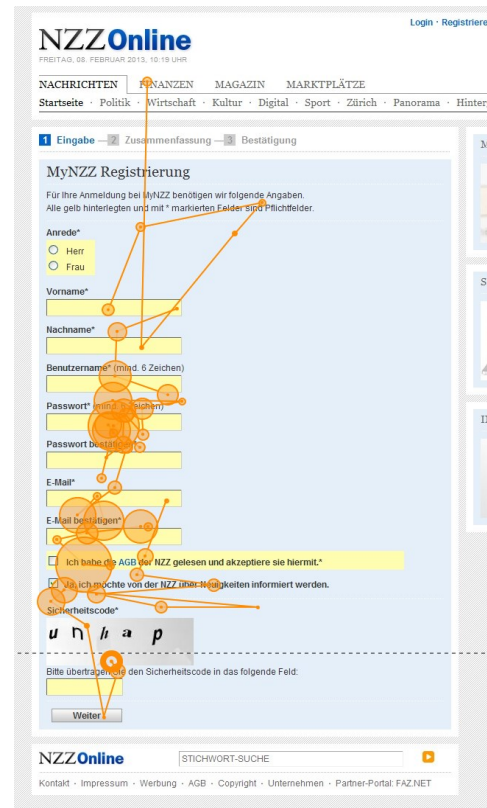 Login · Registriere
NZZOnline
FREITAG, 08. FEBRUAR 2013, 10:19 UHR
NACHRICHTEN FINANZEN MAGAZIN MARKTPLÄTZE
Startseite · Politik · Wirtschaft · Kultur · Digital · Sport · Zürich · Panorama · Hinter
1 Eingabe — 2 Zusammenfassung — 3 Bestätigung
MyNZZ Registrierung
Für Ihre Anmeldung bei MyNZZ benötigen wir folgende Angaben.
Alle gelb hinterlegten und mit * markierten Felder sind Pflichtfelder.
Anrede*
Herr
Frau
Vorname*
Nachname*
Benutzername* (mind. 6 Zeichen)
Passwort* (mind. 6 Zeichen)
Passwort bestätigen*
E-Mail*
E-Mail bestätigen*
Ich habe die AGB der NZZ gelesen und akzeptiere sie hiermit.*
Ja, ich möchte von der NZZ über Neuigkeiten informiert werden.
Sicherheitscode*
u n h a p
Bitte übertragen Sie den Sicherheitscode in das folgende Feld:
Weiter
NZZOnline STICHWORT-SUCHE
Kontakt · Impressum · Werbung · AGB · Copyright · Unternehmen · Partner-Portal: FAZ.NET